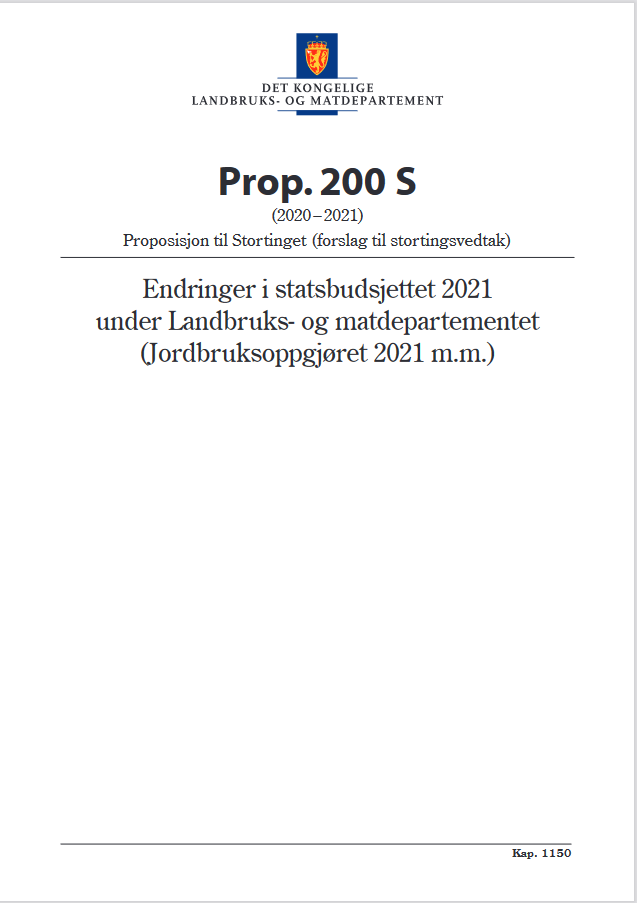 DET KONGELIGE
LANDBRUKS- OG MATDEPARTEMENT
Prop. 200 S
(2020–2021)
Proposisjon til Stortinget (forslag til stortingsvedtak)
Endringer i statsbudsjettet 2021
under Landbruks- og matdepartementet
(Jordbruksoppgjøret 2021 m.m.)
Kap. 1150